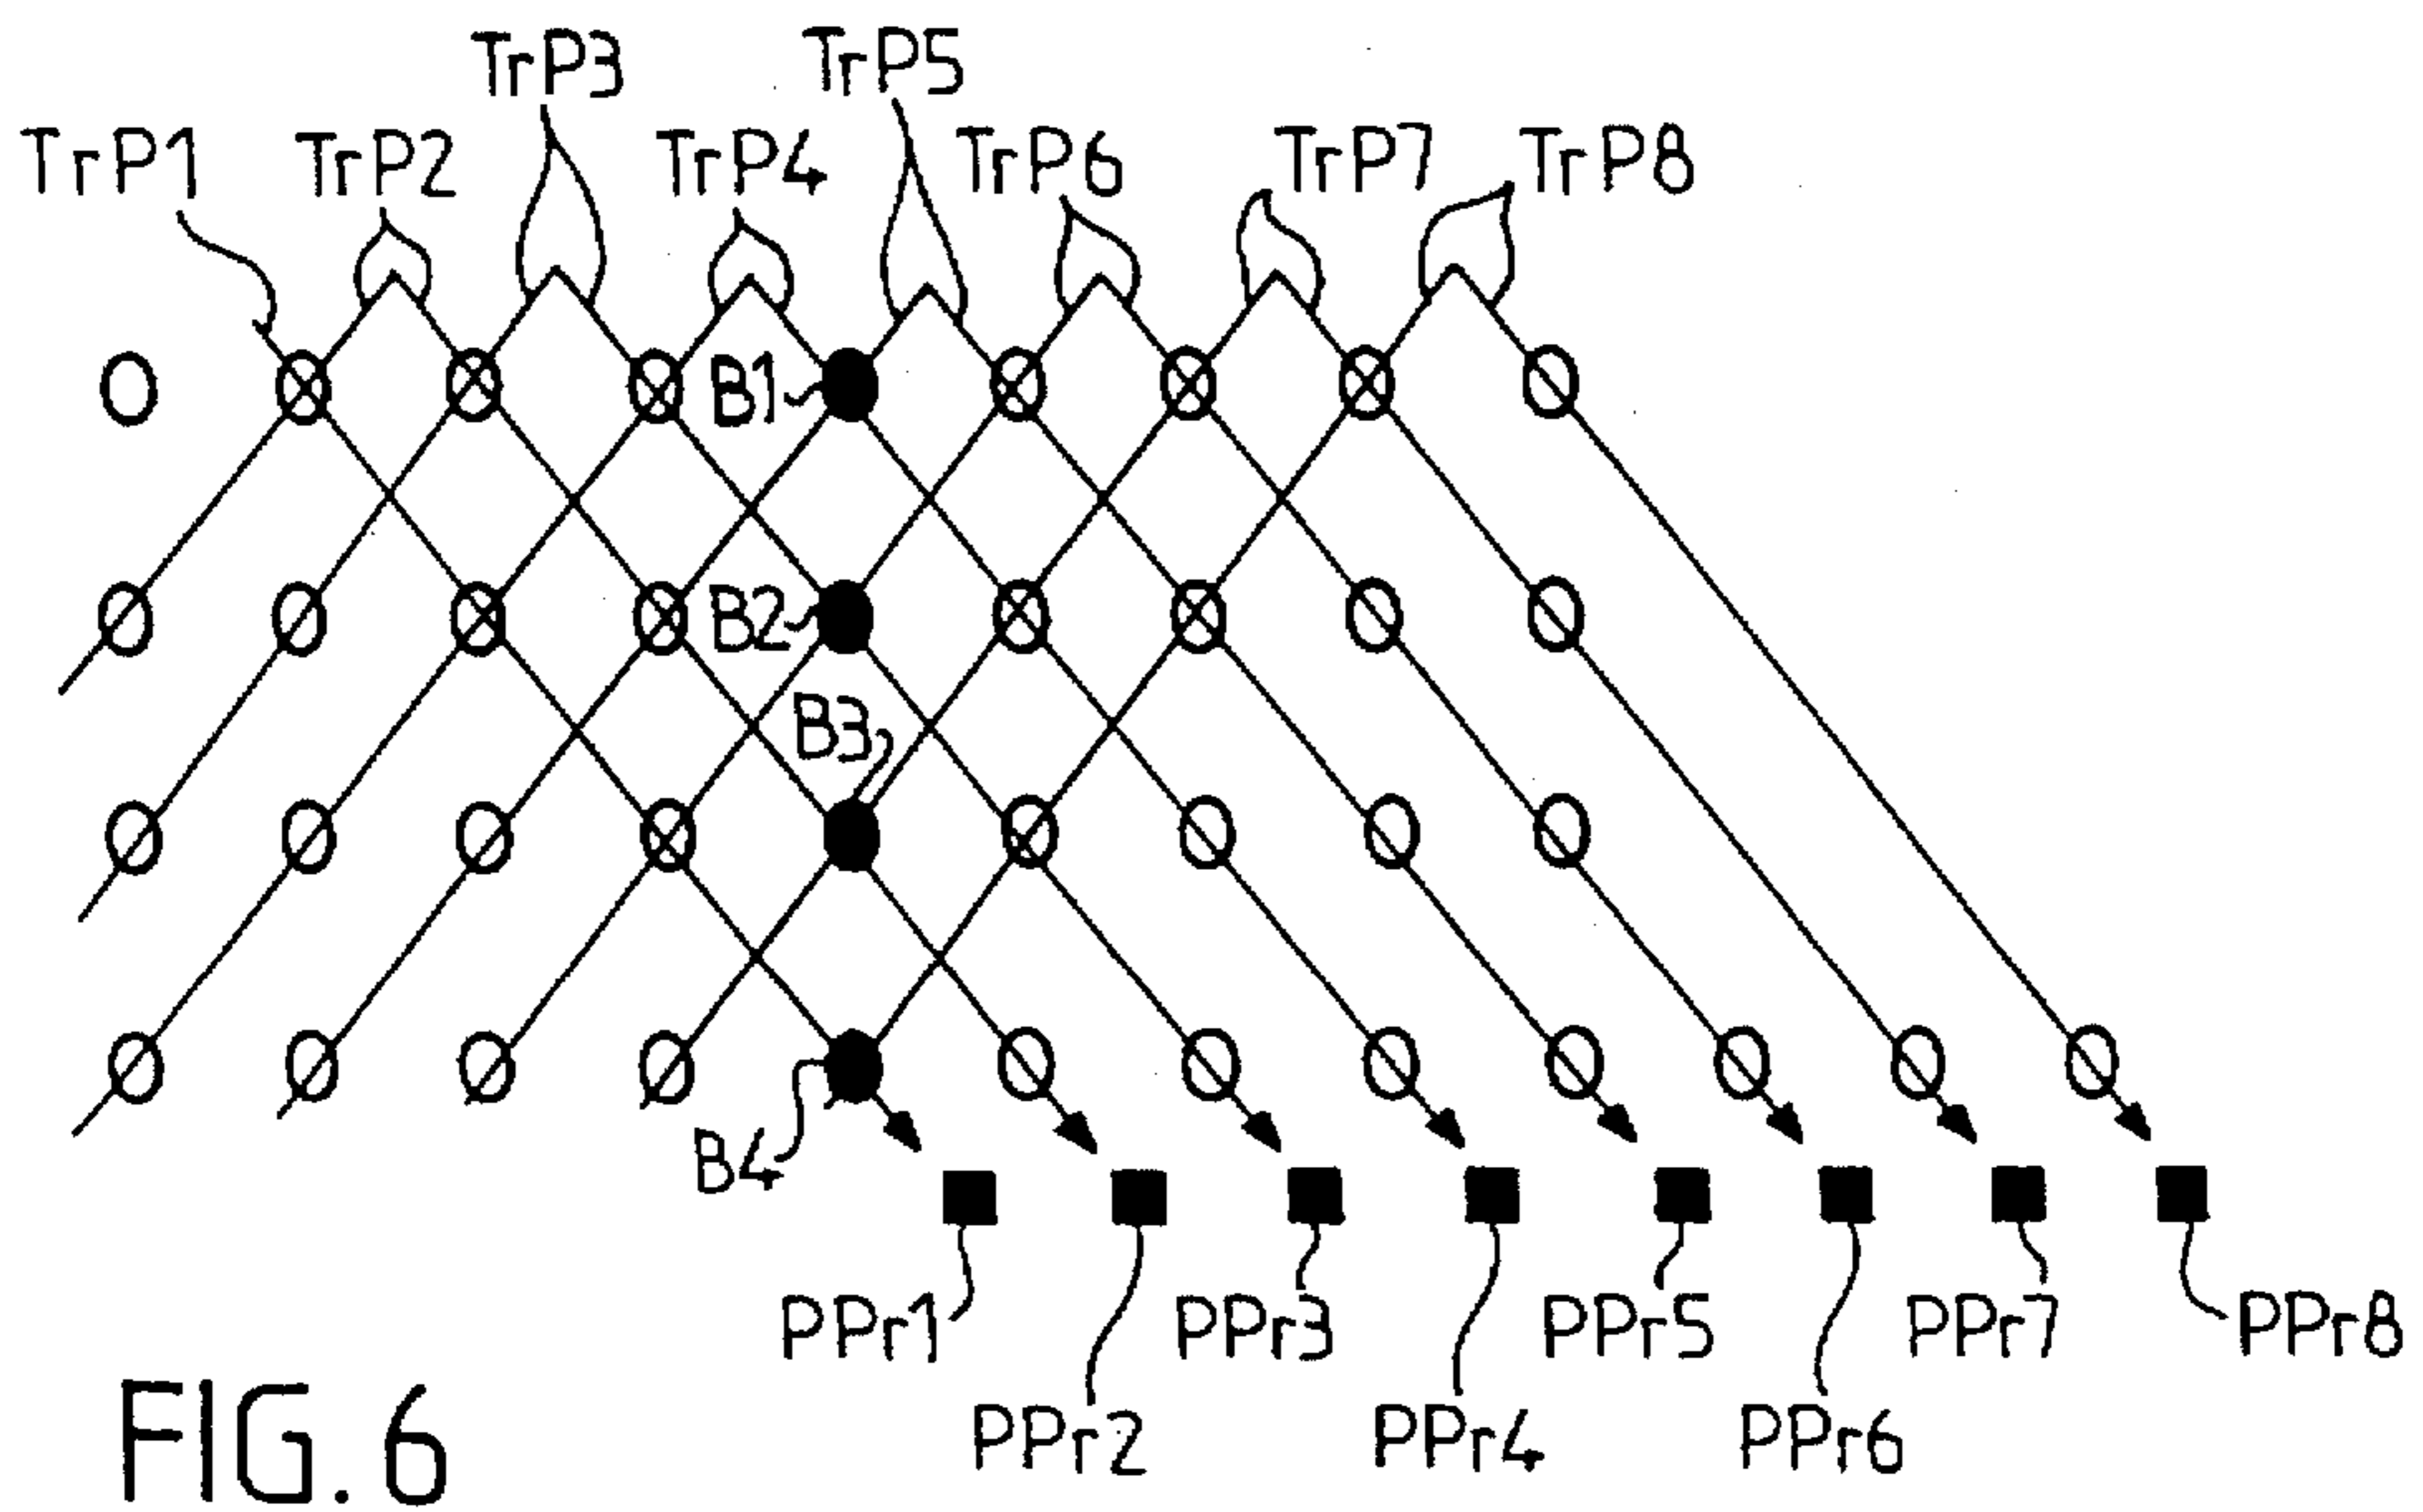 TrP3 TrP5
TrP1 TrP2 TrP4 TrP6 TrP7 TrP8
B1
B2
B3
B4
PPr1 PPr3 PPr5 PPr7 PPr8
PPr2 PPr4 PPr6
FIG. 6